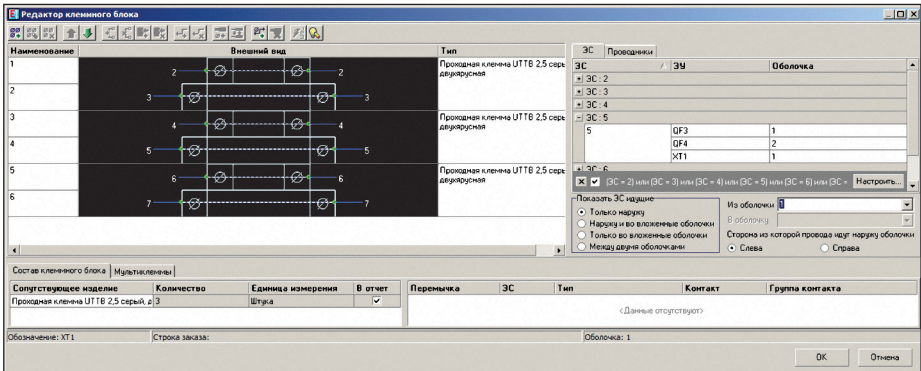 Редактор клеммного блока
Наименование Внешний вид Тип
1 2 2 Проходная клемма UTTB 2,5 серы
двухярусная
2 3 3
3 4 4 Проходная клемма UTTB 2,5 серы
двухярусная
4 5 5
5 6 6 Проходная клемма UTTB 2,5 серы
двухярусная
6 7 7
ЭС Проводники
ЭС ЭУ Оболочка
ЭС: 2
ЭС: 3
ЭС: 4
ЭС: 5
5 QF3 1
QF4 2
XT1 1
ЭС: 6
(ЭС = 2) или (ЭС = 3) или (ЭС = 4) или (ЭС = 5) или (ЭС = 6) или (ЭС = Настроить...
Показать ЭС идущие
Только наружу
Наружу и во вложенные оболочки
Только во вложенные оболочки
Между двумя оболочками
Из оболочки 1
В оболочку
Сторона из которой провода идут наружу оболочки
Слева Справа
Состав клеммного блока Мультиклеммы
Сопутствующее изделие Количество Единица измерения В отчет
Проходная клемма UTTB 2,5 серый, д 3 Штука
Перемычка ЭС Тип Контакт Группа контакта
<Данные отсутствуют>
Обозначение: XT1 Строка заказа: Оболочка: 1
OK Отмена